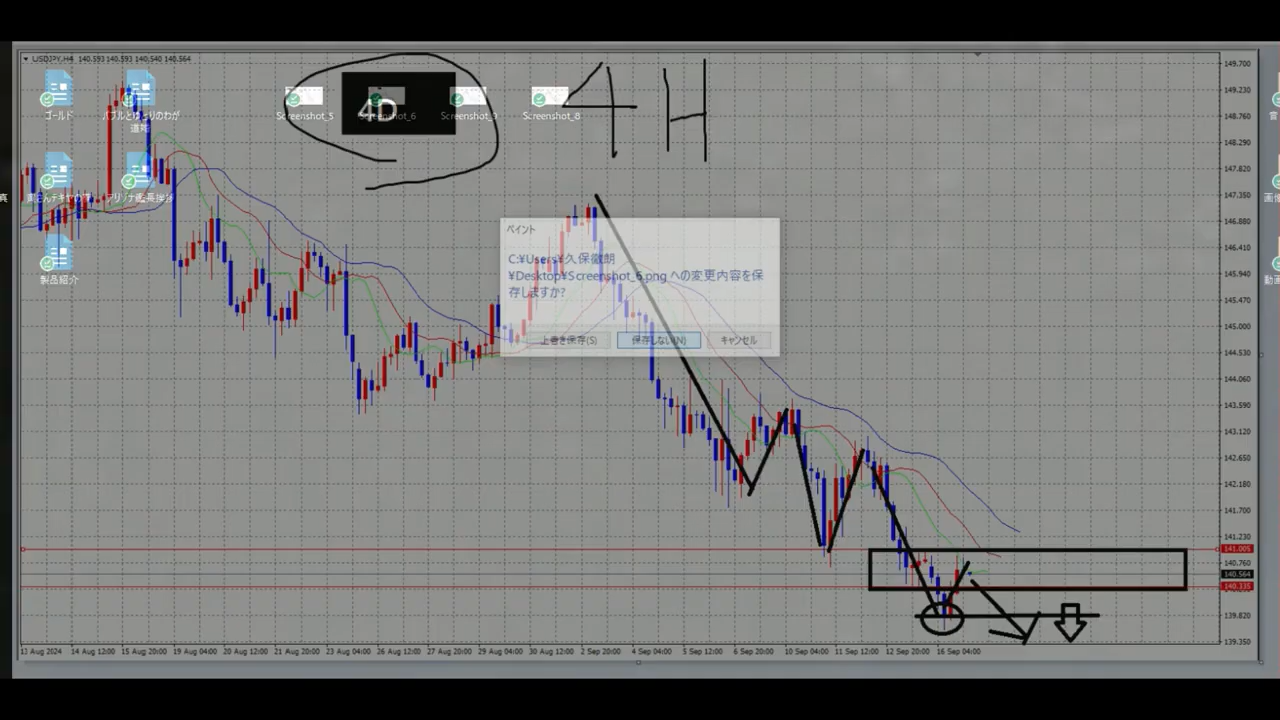 USDJPY,H4 140.593 140.593 140.540 140.564
149.700
149.230
148.760
148.290
147.820
147.350
146.880
146.410
145.940
145.470
145.000
144.530
144.060
143.590
143.120
142.650
142.180
141.700
141.230
141.005
140.760
140.564
140.335
139.820
139.350
ゴールド
Screenshot_5
4D
Screenshot_6
Screenshot_9
Screenshot_8
4H
製品紹介
ペイント
C:¥Users¥久保徹朗
¥Desktop¥Screenshot_6.png への変更内容を保
存しますか?
上書き保存(S)
保存しない(N)
キャンセル
13 Aug 2024
14 Aug 12:00
15 Aug 20:00
19 Aug 04:00
20 Aug 12:00
21 Aug 20:00
23 Aug 04:00
26 Aug 12:00
27 Aug 20:00
29 Aug 04:00
30 Aug 12:00
2 Sep 20:00
4 Sep 04:00
5 Sep 12:00
6 Sep 20:00
10 Sep 04:00
11 Sep 12:00
12 Sep 20:00
16 Sep 04:00